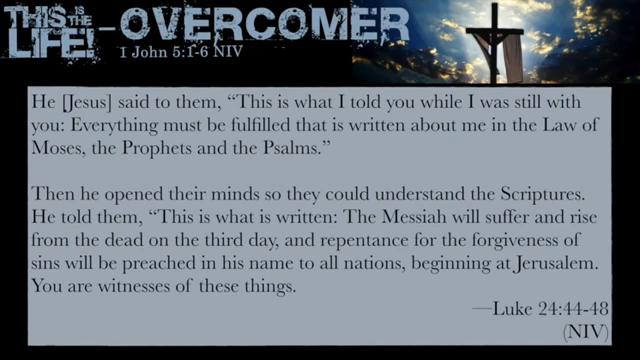 THIS IS THE LIFE! – OVERCOMER
1 John 5:1-6 NIV
He [Jesus] said to them, “This is what I told you while I was still with
you: Everything must be fulfilled that is written about me in the Law of
Moses, the Prophets and the Psalms.”
Then he opened their minds so they could understand the Scriptures.
He told them, “This is what is written: The Messiah will suffer and rise
from the dead on the third day, and repentance for the forgiveness of
sins will be preached in his name to all nations, beginning at Jerusalem.
You are witnesses of these things.
—Luke 24:44-48
(NIV)